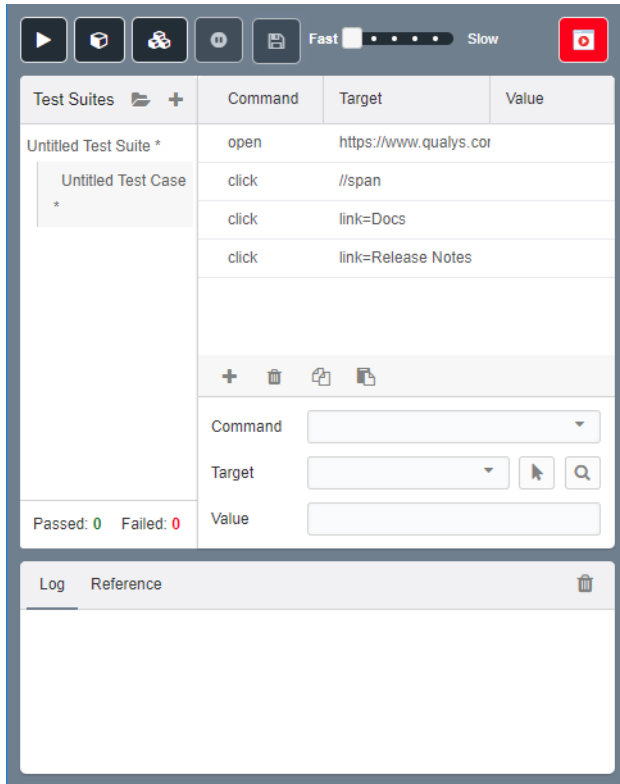 Fast Slow
Test Suites
Command Target Value
Untitled Test Suite *
Untitled Test Case
*
open https://www.qualys.cor
click //span
click link=Docs
click link=Release Notes
Command
Target
Value
Passed: 0 Failed: 0
Log Reference